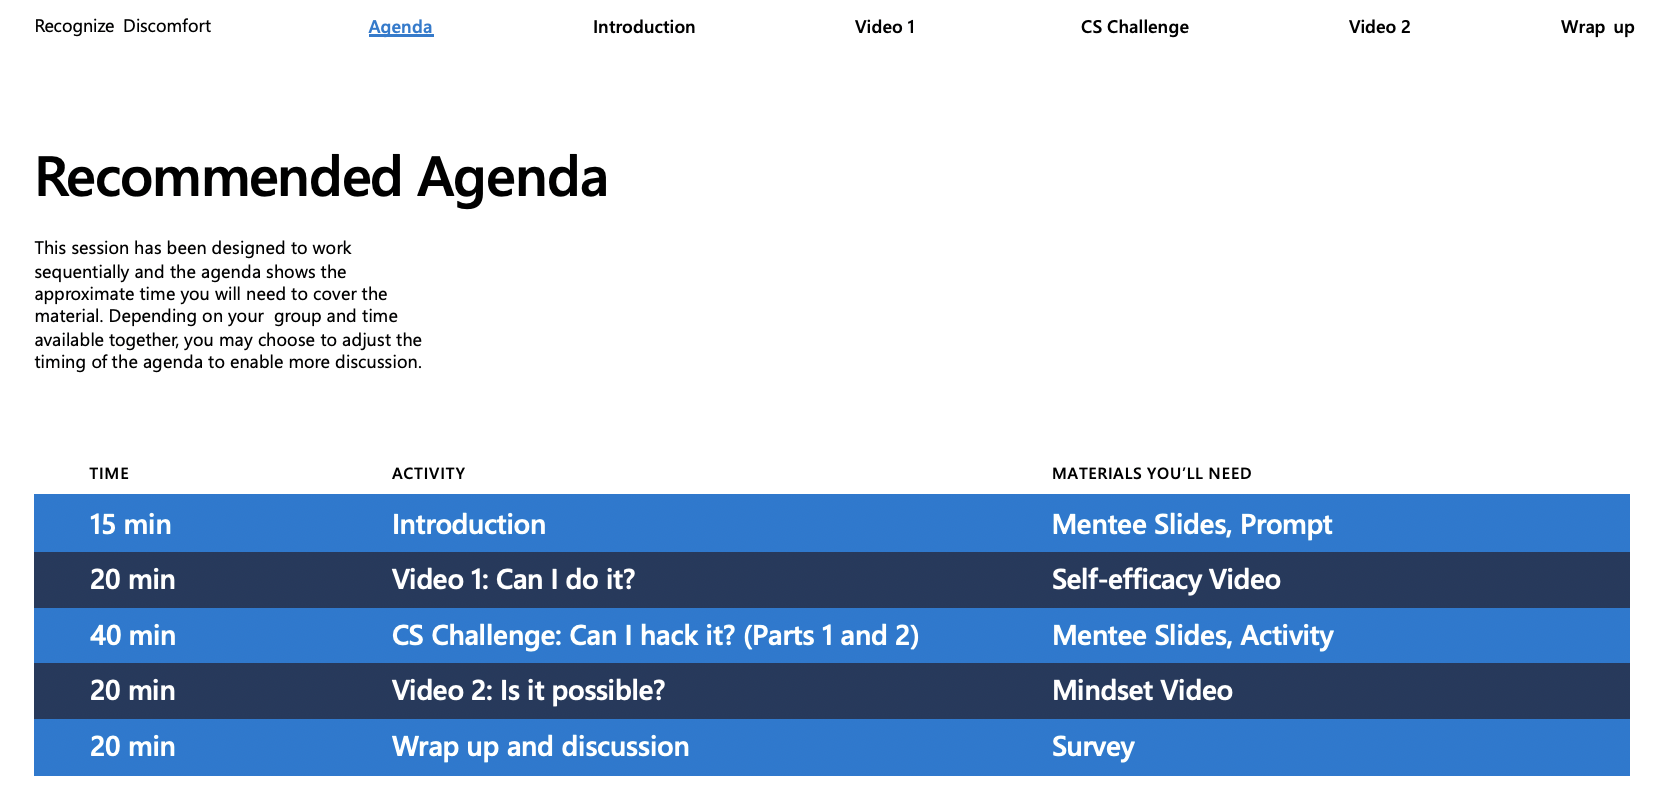 Recognize Discomfort Agenda Introduction Video 1 CS Challenge Video 2 Wrap up
Recommended Agenda
This session has been designed to work
sequentially and the agenda shows the
approximate time you will need to cover the
material. Depending on your group and time
available together, you may choose to adjust the
timing of the agenda to enable more discussion.
TIME ACTIVITY MATERIALS YOU’LL NEED
15 min Introduction Mentee Slides, Prompt
20 min Video 1: Can I do it? Self-efficacy Video
40 min CS Challenge: Can I hack it? (Parts 1 and 2) Mentee Slides, Activity
20 min Video 2: Is it possible? Mindset Video
20 min Wrap up and discussion Survey